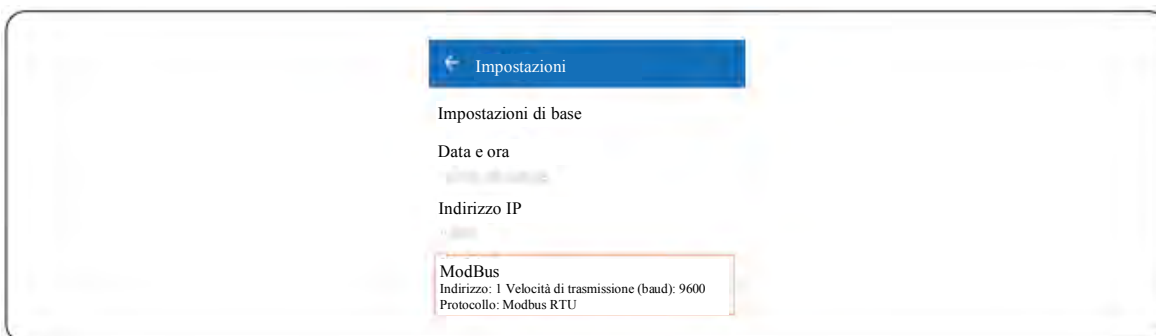 Impostazioni
Impostazioni di base
Data e ora
Indirizzo IP
ModBus
Indirizzo: 1 Velocità di trasmissione (baud): 9600
Protocollo: Modbus RTU